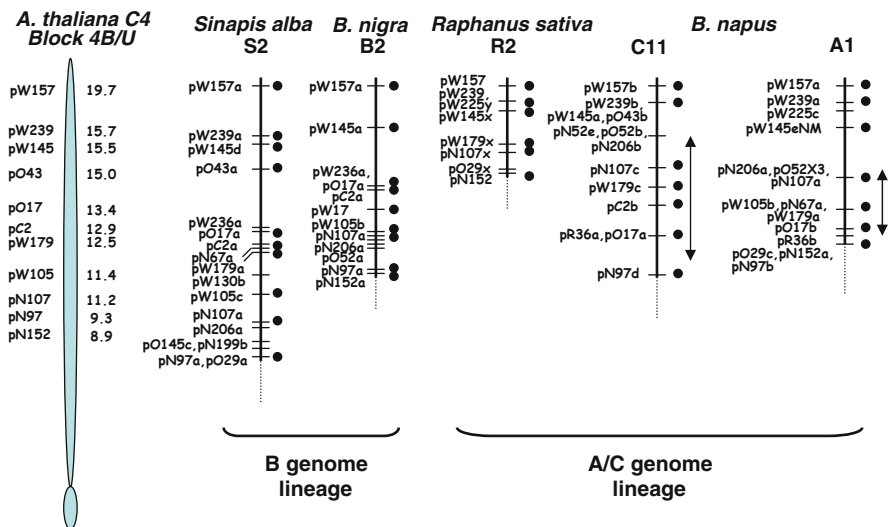 A. thaliana C4
Block 4B/U
pW157 19.7
pW239 15.7
pW145 15.5
pO43 15.0
pO17 13.4
pC2 12.9
pW179 12.5
pW105 11.4
pN107 11.2
pN97 9.3
pN152 8.9
Sinapis alba
S2
pW157a
pW239a
pW145d
pO43a
pW236a
pO17a
pC2a
pN67a
pW179a
pW130b
pW105c
pN107a
pN206a
pO145c,pN199b
pN97a,pO29a
B. nigra
B2
pW157a
pW145a
pW236a,
pO17a
pC2a
pW17
pW105b
pN107a
pN206a
pO52a
pN97a
pN152a
B genome
lineage
Raphanus sativa
R2
pW157
pW239,
pW225y
pW145x
pW179x
pN107x
pO29x
pN152
B. napus
C11
pW157b
pW239b,
pW145a,pO43b
pN52e,pO52b,
pN206b
pN107c
pW179c
pC2b
pR36a,pO17a
pN97d
A1
pW157a
pW239a
pW225c
pW145eNM
pN206a,pO52X3,
pN107a
pW105b,pN67a,
pW179a
pO17b
pR36b
pO29c,pN152a,
pN97b
A/C genome
lineage